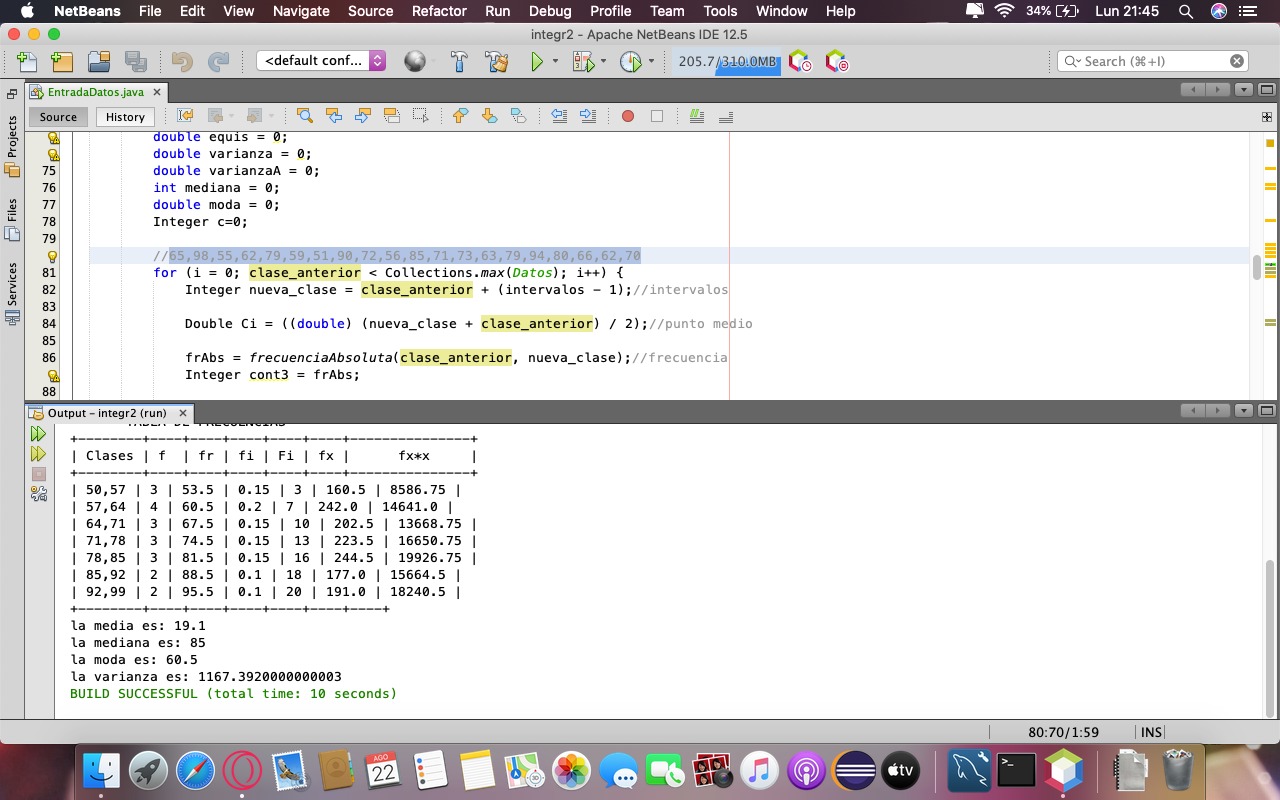 NetBeans File Edit View Navigate Source Refactor Run Debug Profile Team Tools Window Help 34% Lun 21:45
integr2 - Apache NetBeans IDE 12.5
<default conf... 205.7/310.0MB Search (⌘+I)
EntradaDatos.java
Source History
Projects
Files
Services
double equis = 0;
double varianza = 0;
75 double varianzaA = 0;
76 int mediana = 0;
77 double moda = 0;
78 Integer c=0;
79
//65,98,55,62,79,59,51,90,72,56,85,71,73,63,79,94,80,66,62,70
81 for (i = 0; clase_anterior < Collections.max(Datos); i++) {
82 Integer nueva_clase = clase_anterior + (intervalos - 1);//intervalos
83
84 Double Ci = ((double) (nueva_clase + clase_anterior) / 2);//punto medio
85
86 frAbs = frecuenciaAbsoluta(clase_anterior, nueva_clase);//frecuencia
Integer cont3 = frAbs;
88
Output – integr2 (run)
TABLA DE FRECUENCIAS
+--------+----+----+----+----+----+---------------+
| Clases | f | fr | fi | Fi | fx | fx*x |
+--------+----+----+----+----+----+---------------+
| 50,57 | 3 | 53.5 | 0.15 | 3 | 160.5 | 8586.75 |
| 57,64 | 4 | 60.5 | 0.2 | 7 | 242.0 | 14641.0 |
| 64,71 | 3 | 67.5 | 0.15 | 10 | 202.5 | 13668.75 |
| 71,78 | 3 | 74.5 | 0.15 | 13 | 223.5 | 16650.75 |
| 78,85 | 3 | 81.5 | 0.15 | 16 | 244.5 | 19926.75 |
| 85,92 | 2 | 88.5 | 0.1 | 18 | 177.0 | 15664.5 |
| 92,99 | 2 | 95.5 | 0.1 | 20 | 191.0 | 18240.5 |
+--------+----+----+----+----+----+----+
la media es: 19.1
la mediana es: 85
la moda es: 60.5
la varianza es: 1167.3920000000003
BUILD SUCCESSFUL (total time: 10 seconds)
80:70/1:59 INS
AGO
22
tv